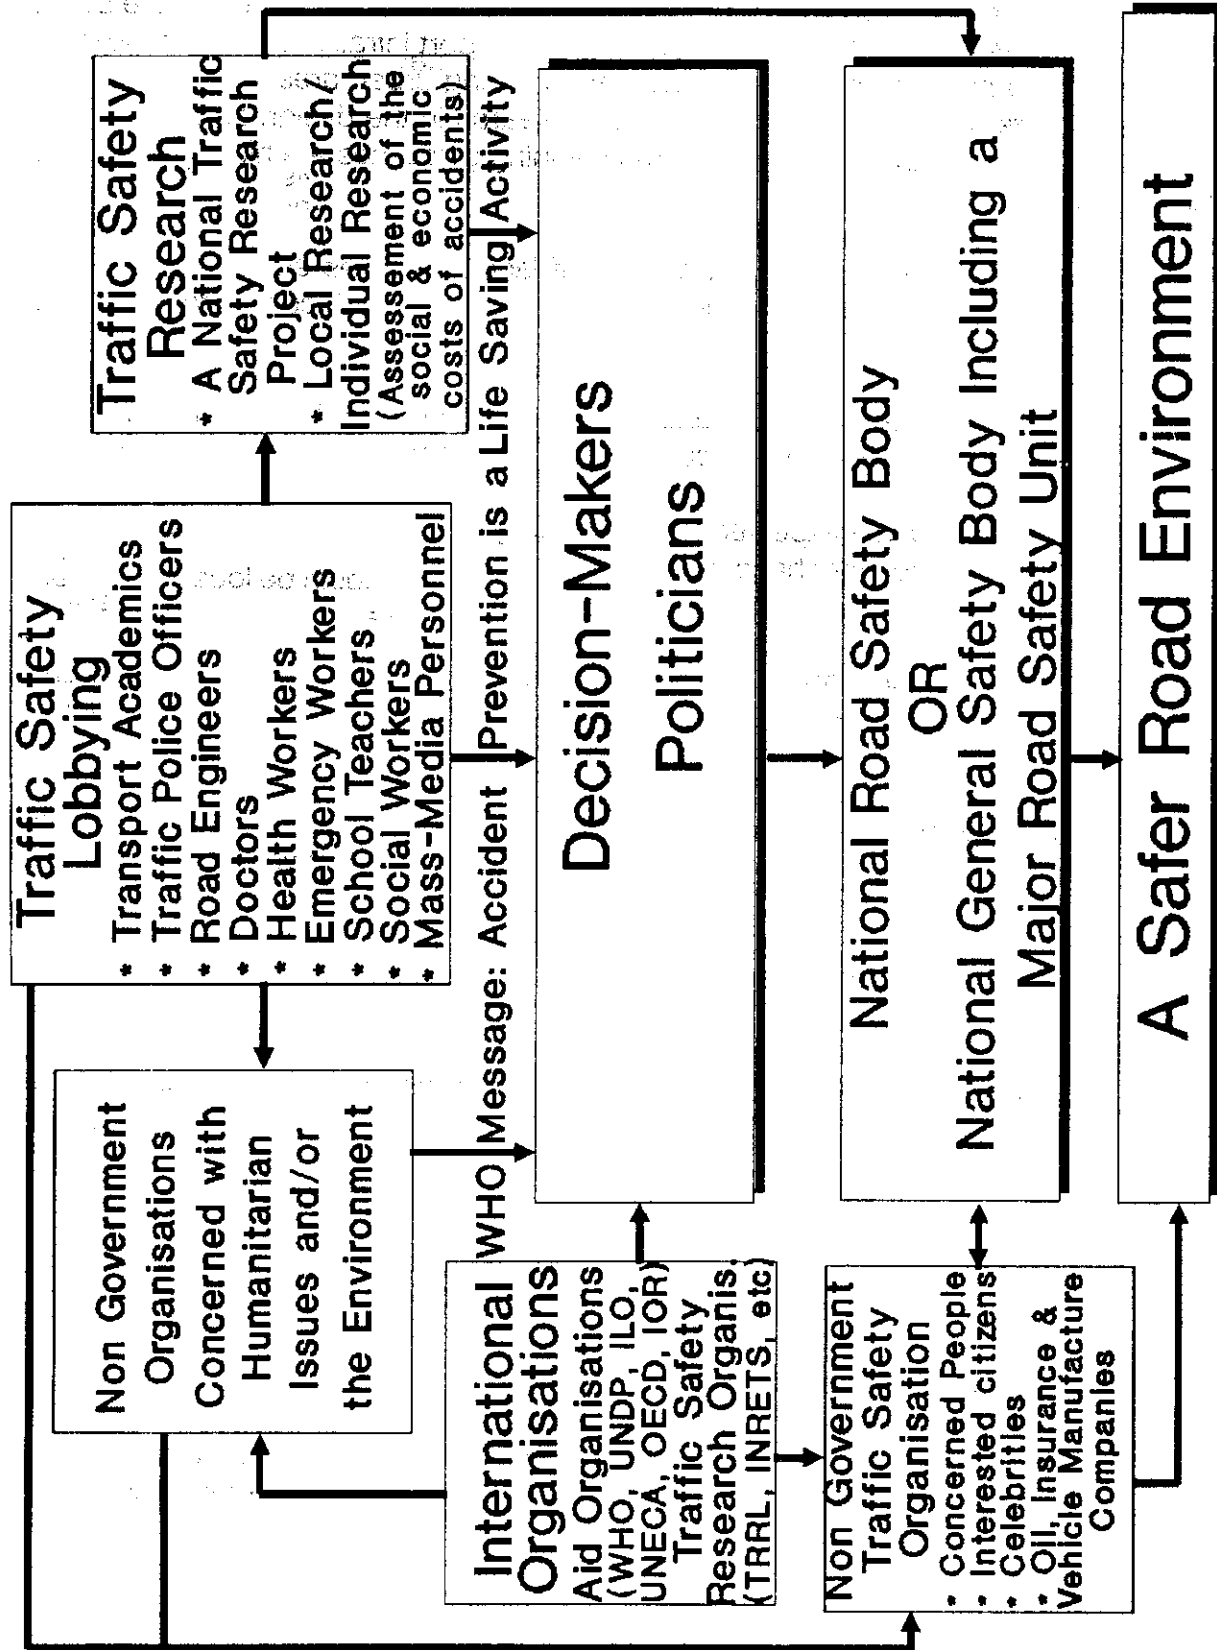 Non Government
Organisations
Concerned with
Humanitarian
Issues and/or
the Environment
Traffic Safety
Lobbying
* Transport Academics
* Traffic Police Officers
* Road Engineers
* Doctors
* Health Workers
* Emergency Workers
* School Teachers
* Social Workers
* Mass-Media Personnel
Traffic Safety
Research
* A National Traffic
Safety Research
Project
* Local Research/
Individual Research
(Assessement of the
social & economic
costs of accidents)
WHO Message: Accident Prevention is a Life Saving Activity
International
Organisations
Aid Organisations
(WHO, UNDP, ILO,
UNECA, OECD, IOR)
Traffic Safety
Research Organis.
(TRRL, INRETS, etc)
Decision-Makers
Politicians
Non Government
Traffic Safety
Organisation
* Concerned People
* Interested citizens
* Celebrities
* Oil, Insurance &
Vehicle Manufacture
Companies
National Road Safety Body
OR
National General Safety Body Including a
Major Road Safety Unit
A Safer Road Environment